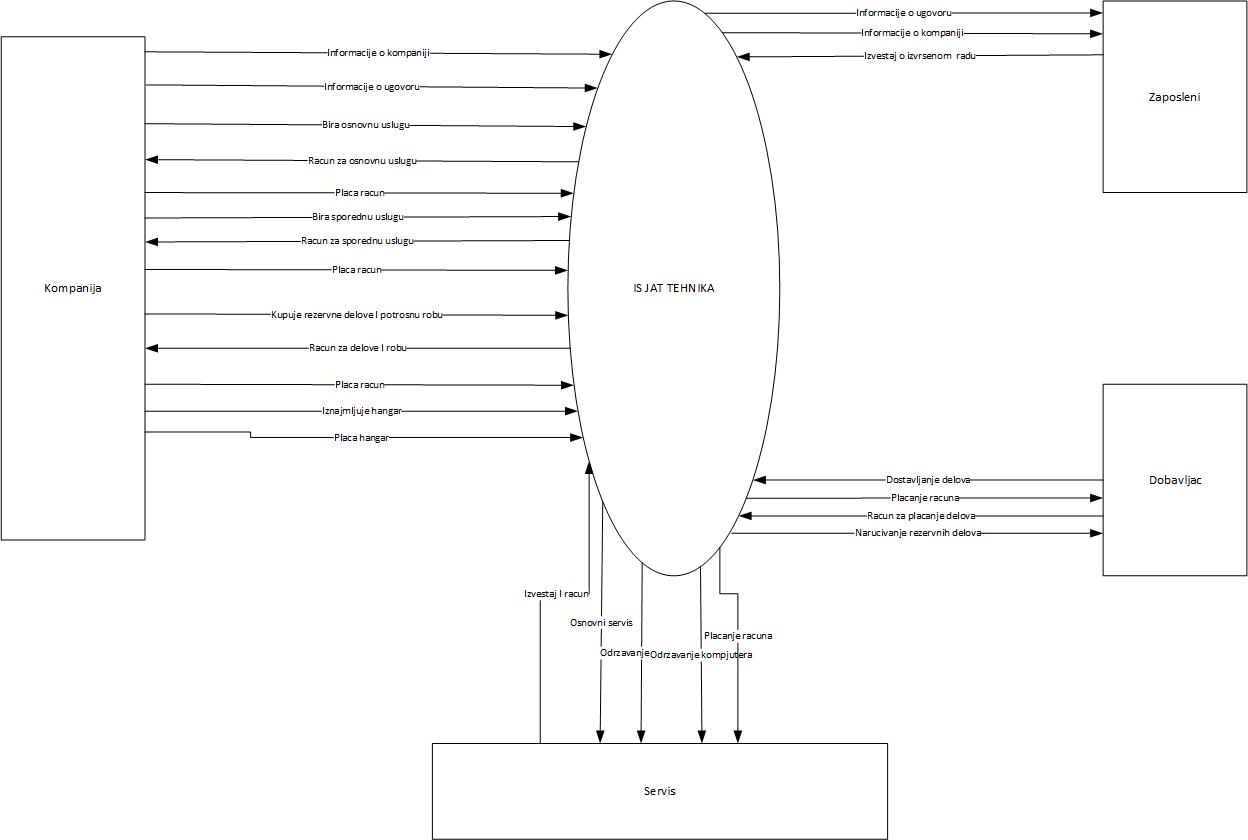 Informacije o ugovoru
Informacije o kompaniji
Izvestaj o izvrsenom radu
Zaposleni
Informacije o kompaniji
Informacije o ugovoru
Bira osnovnu uslugu
Racun za osnovnu uslugu
Placa racun
Bira sporednu uslugu
Racun za sporednu uslugu
Placa racun
Kompanija
IS JAT TEHNIKA
Kupuje rezervne delove I potrosnu robu
Racun za delove I robu
Placa racun
Iznajmljuje hangar
Placa hangar
Dostavljanje delova
Dobavljac
Placanje racuna
Racun za placanje delova
Narucivanje rezervnih delova
Izvestaj I racun
Osnovni servis
Placanje racuna
Odrzavanje
Odrzavanje kompjutera
Servis